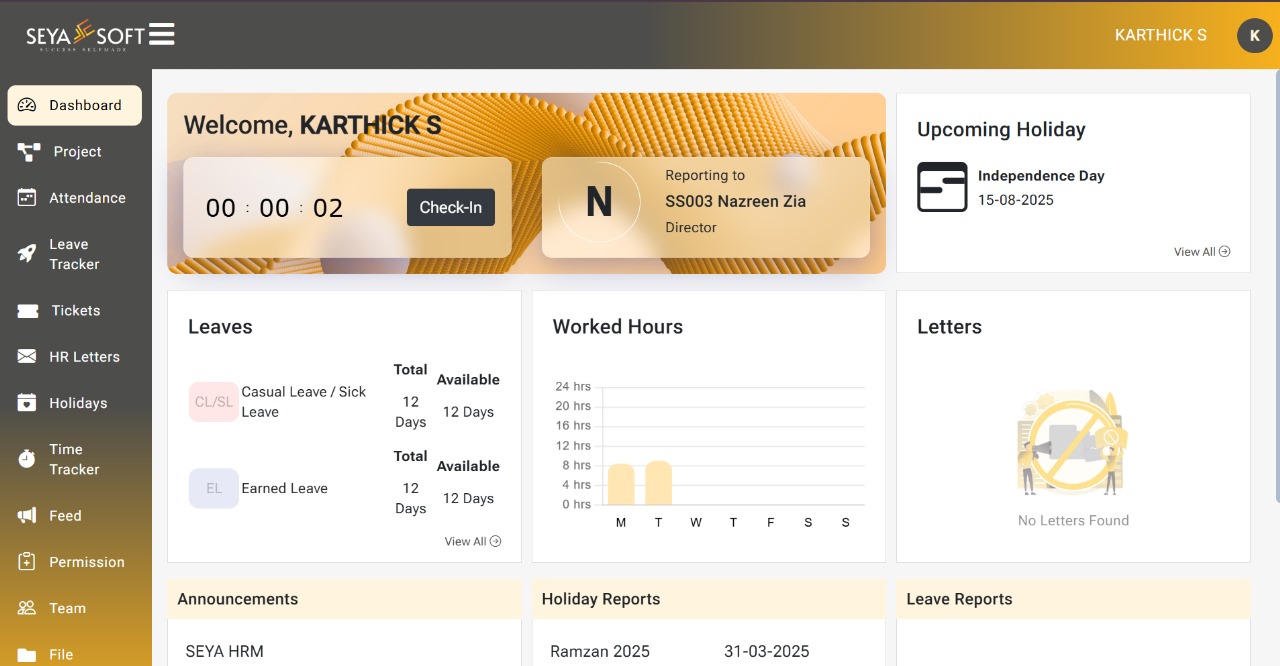 SEYA SOFT
SUCCESS SELFMADE
KARTHICK S
K
Dashboard
Project
Attendance
Leave
Tracker
Tickets
HR Letters
Holidays
Time
Tracker
Feed
Permission
Team
File
Welcome, KARTHICK S
00 : 00 : 02
Check-In
N
Reporting to
SS003 Nazreen Zia
Director
Upcoming Holiday
Independence Day
15-08-2025
View All
Leaves
Total
Available
CL/SL
Casual Leave / Sick
Leave
12
Days
12 Days
Total
Available
EL
Earned Leave
12
Days
12 Days
View All
Worked Hours
24 hrs
20 hrs
16 hrs
12 hrs
8 hrs
4 hrs
0 hrs
M T W T F S S
Letters
No Letters Found
Announcements
SEYA HRM
Holiday Reports
Ramzan 2025 31-03-2025
Leave Reports